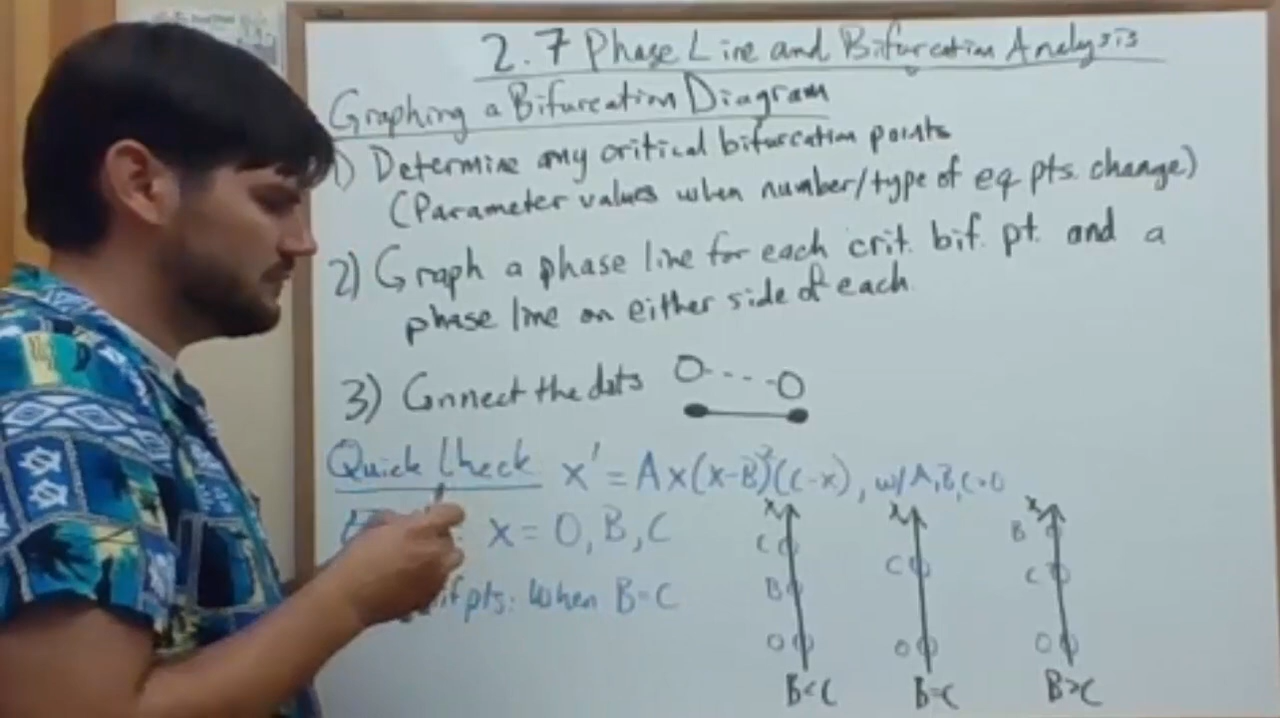 2.7 Phase Line and Bifurcation Analysis
Graphing a Bifurcation Diagram
1) Determine any critical bifurcation points
(Parameter values when number/type of eq pts. change)
2) Graph a phase line for each crit. bif. pt. and a
phase line on either side of each
3) Connect the dots
Quick Check x' = Ax(x-B)²(C-x), w/ A,B,C>0
: x = 0, B, C
if pts: When B=C
x x x
C C B
B C
0 0 0
B<C B=C B>C